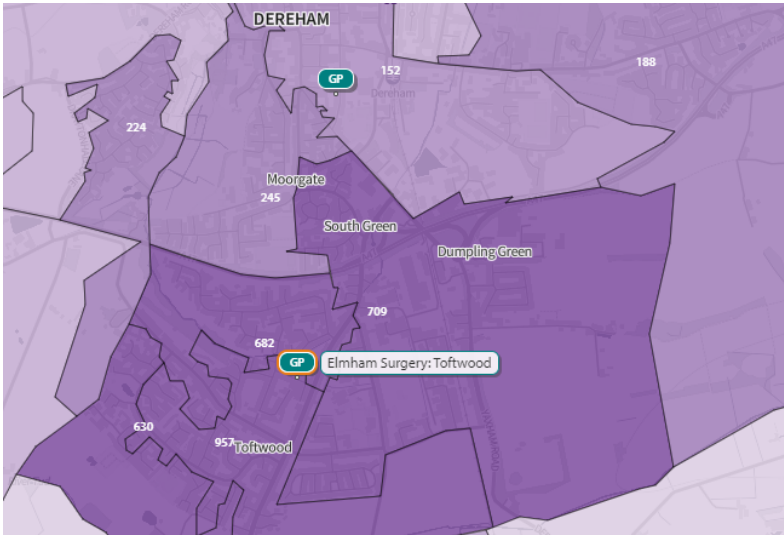 DEREHAM
152
188
GP
Dereham
224
Moorgate
245
South Green
Dumpling Green
709
682
GP
Elmham Surgery: Toftwood
630
957
Toftwood